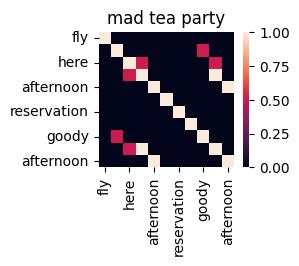 mad tea party
fly
here
afternoon
reservation
goody
afternoon
1.00
0.75
0.50
0.25
0.00
fly
here
afternoon
reservation
goody
afternoon